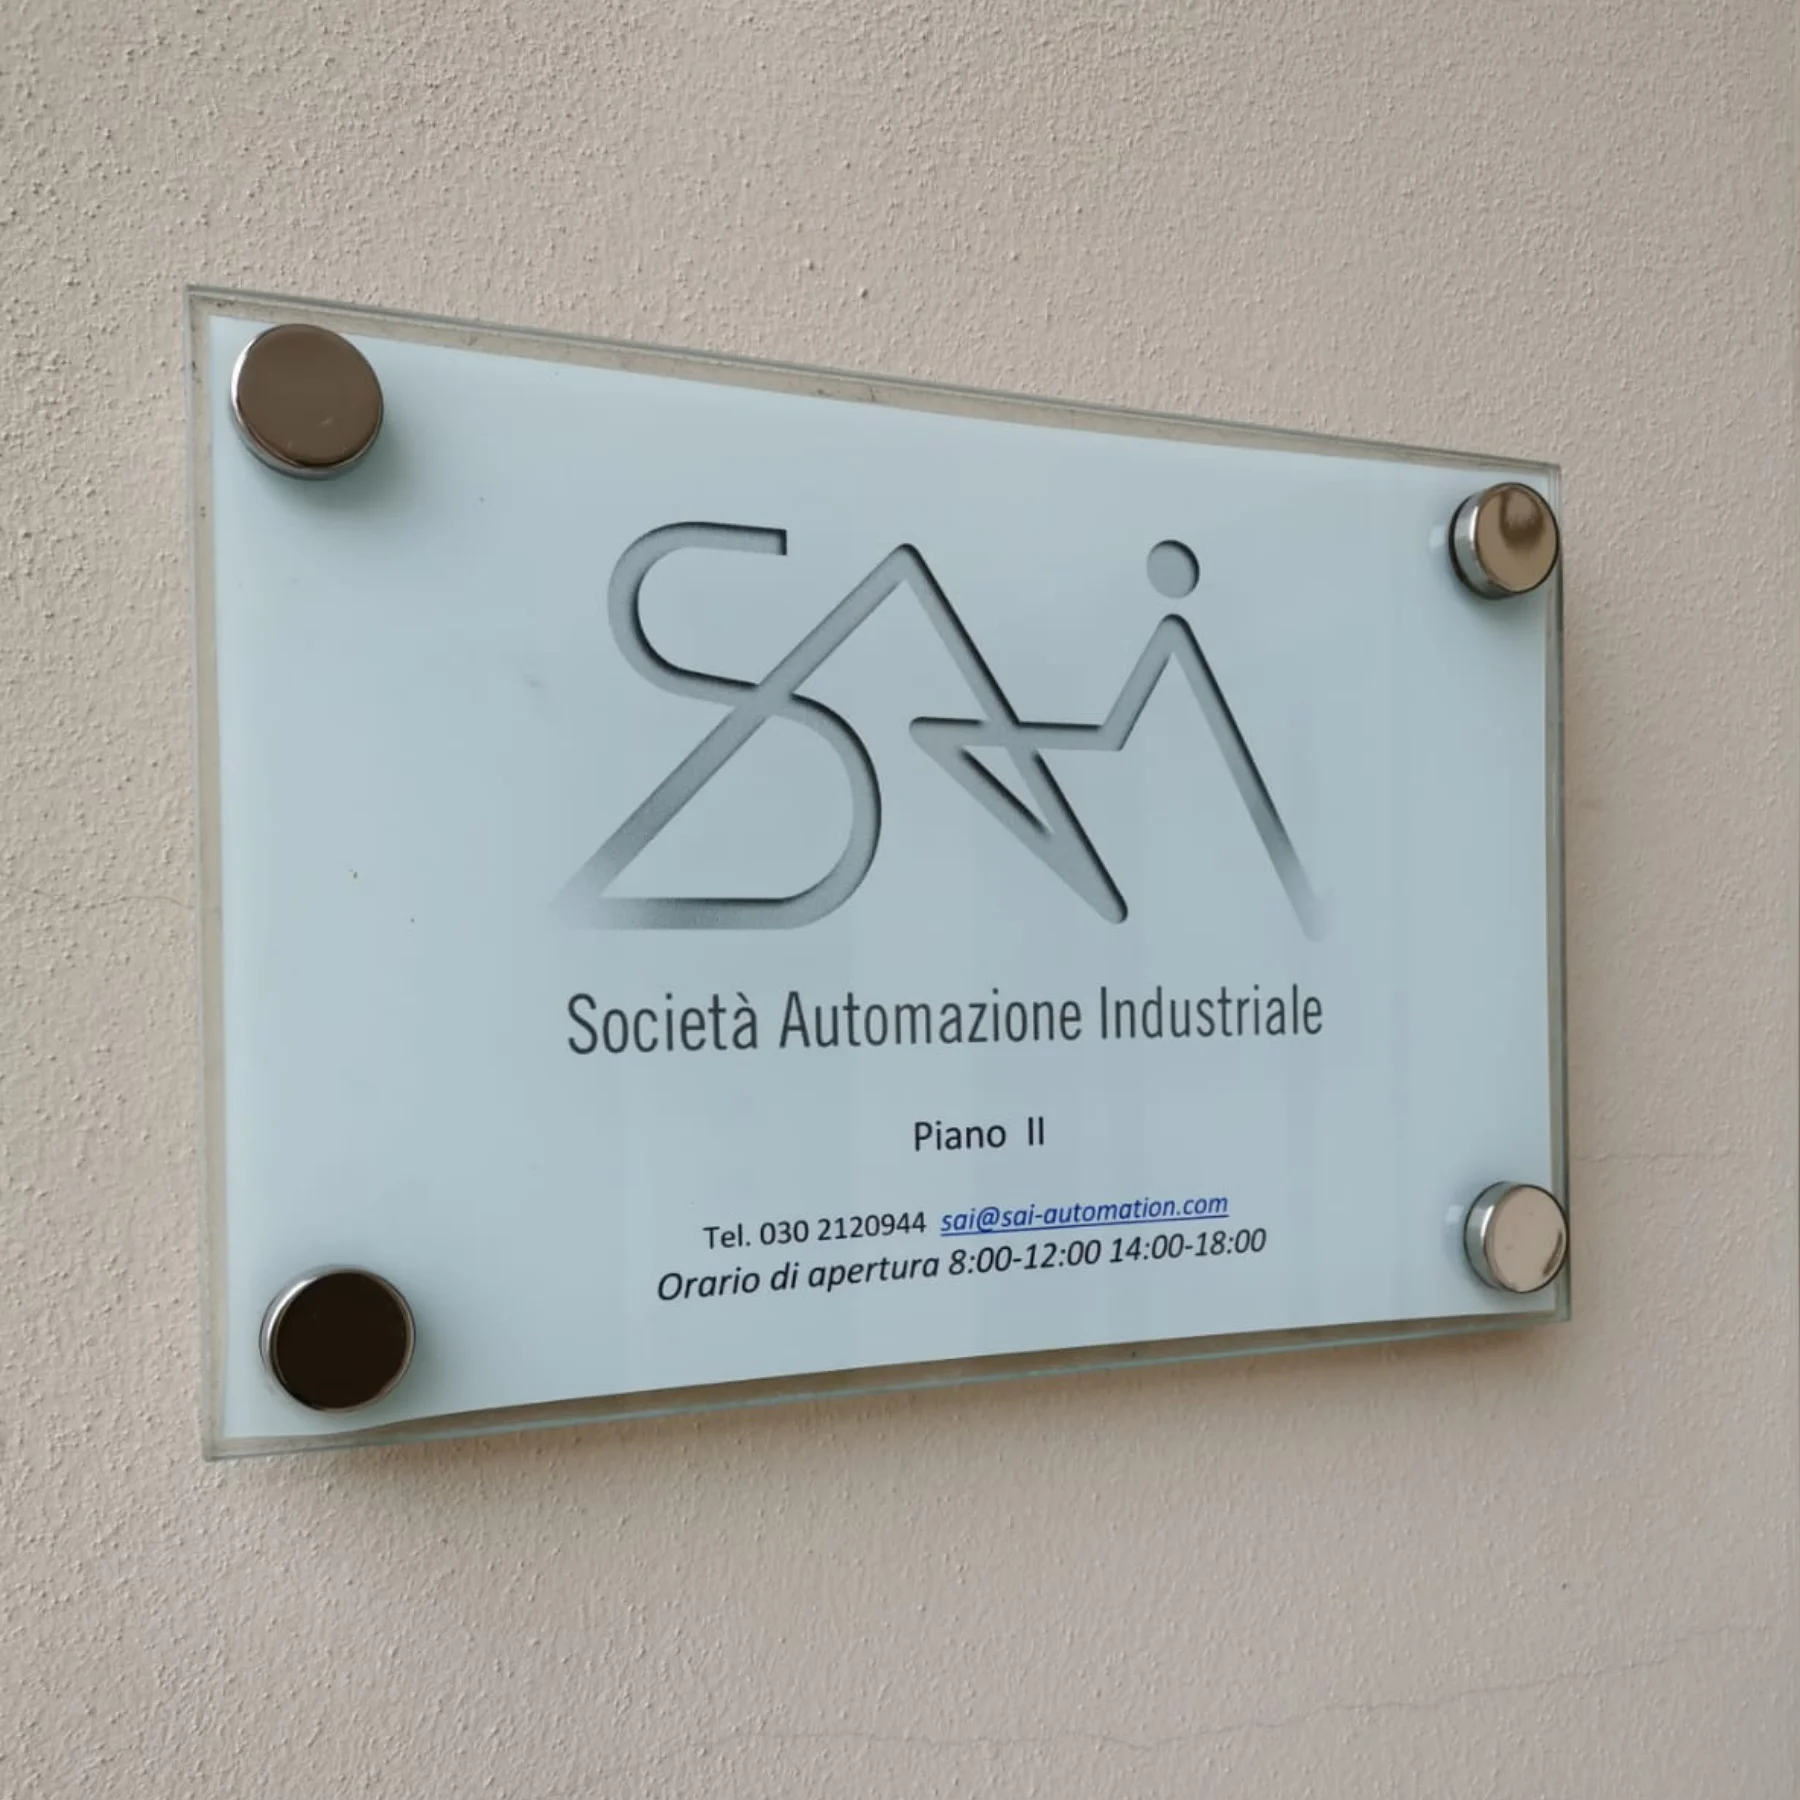 SAi
Società Automazione Industriale
Piano II
Tel. 030 2120944 sai@sai-automation.com
Orario di apertura 8:00-12:00 14:00-18:00